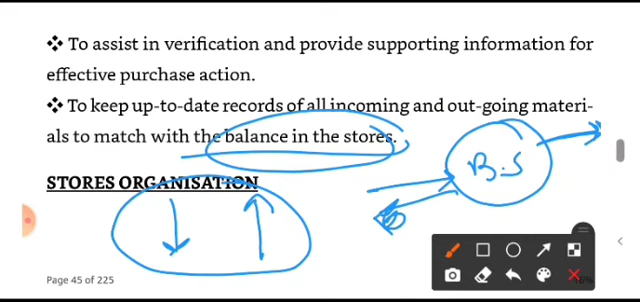 ❖ To assist in verification and provide supporting information for
effective purchase action.
❖ To keep up-to-date records of all incoming and out-going materi-
als to match with the balance in the stores.
B.S
STORES ORGANISATION
Page 45 of 225